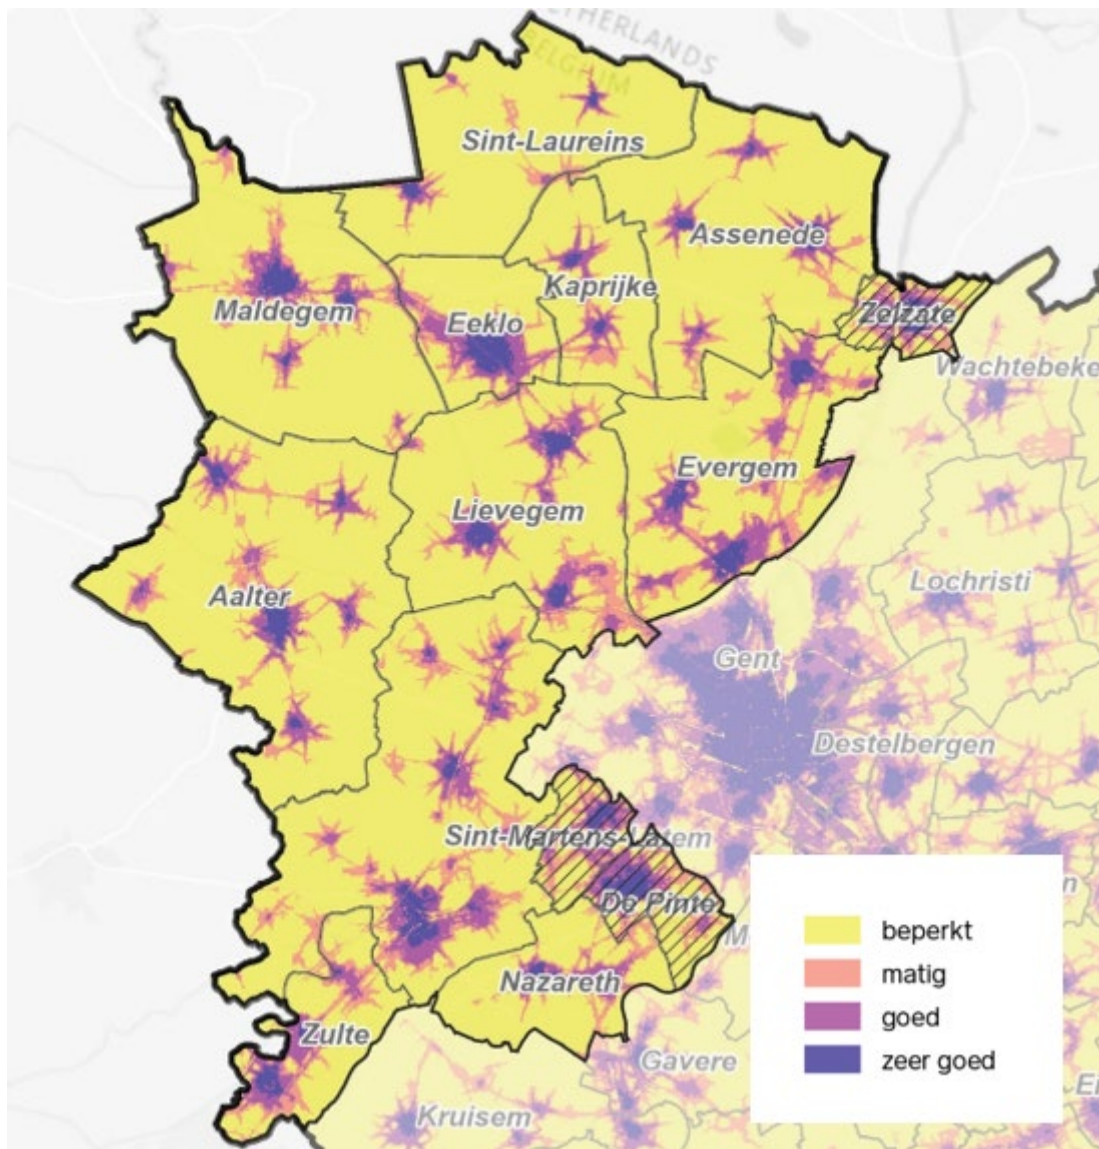 NETHERLANDS
BELGIUM
Sint-Laureins
Assenede
Kaprijke
Maldegem
Eeklo
Zelzate
Wachtebeke
Evergem
Lievegem
Lochristi
Aalter
Gent
Destelbergen
Sint-Martens-Latem
De Pinte
Nazareth
Zulte
Gavere
Kruisem
beperkt
matig
goed
zeer goed